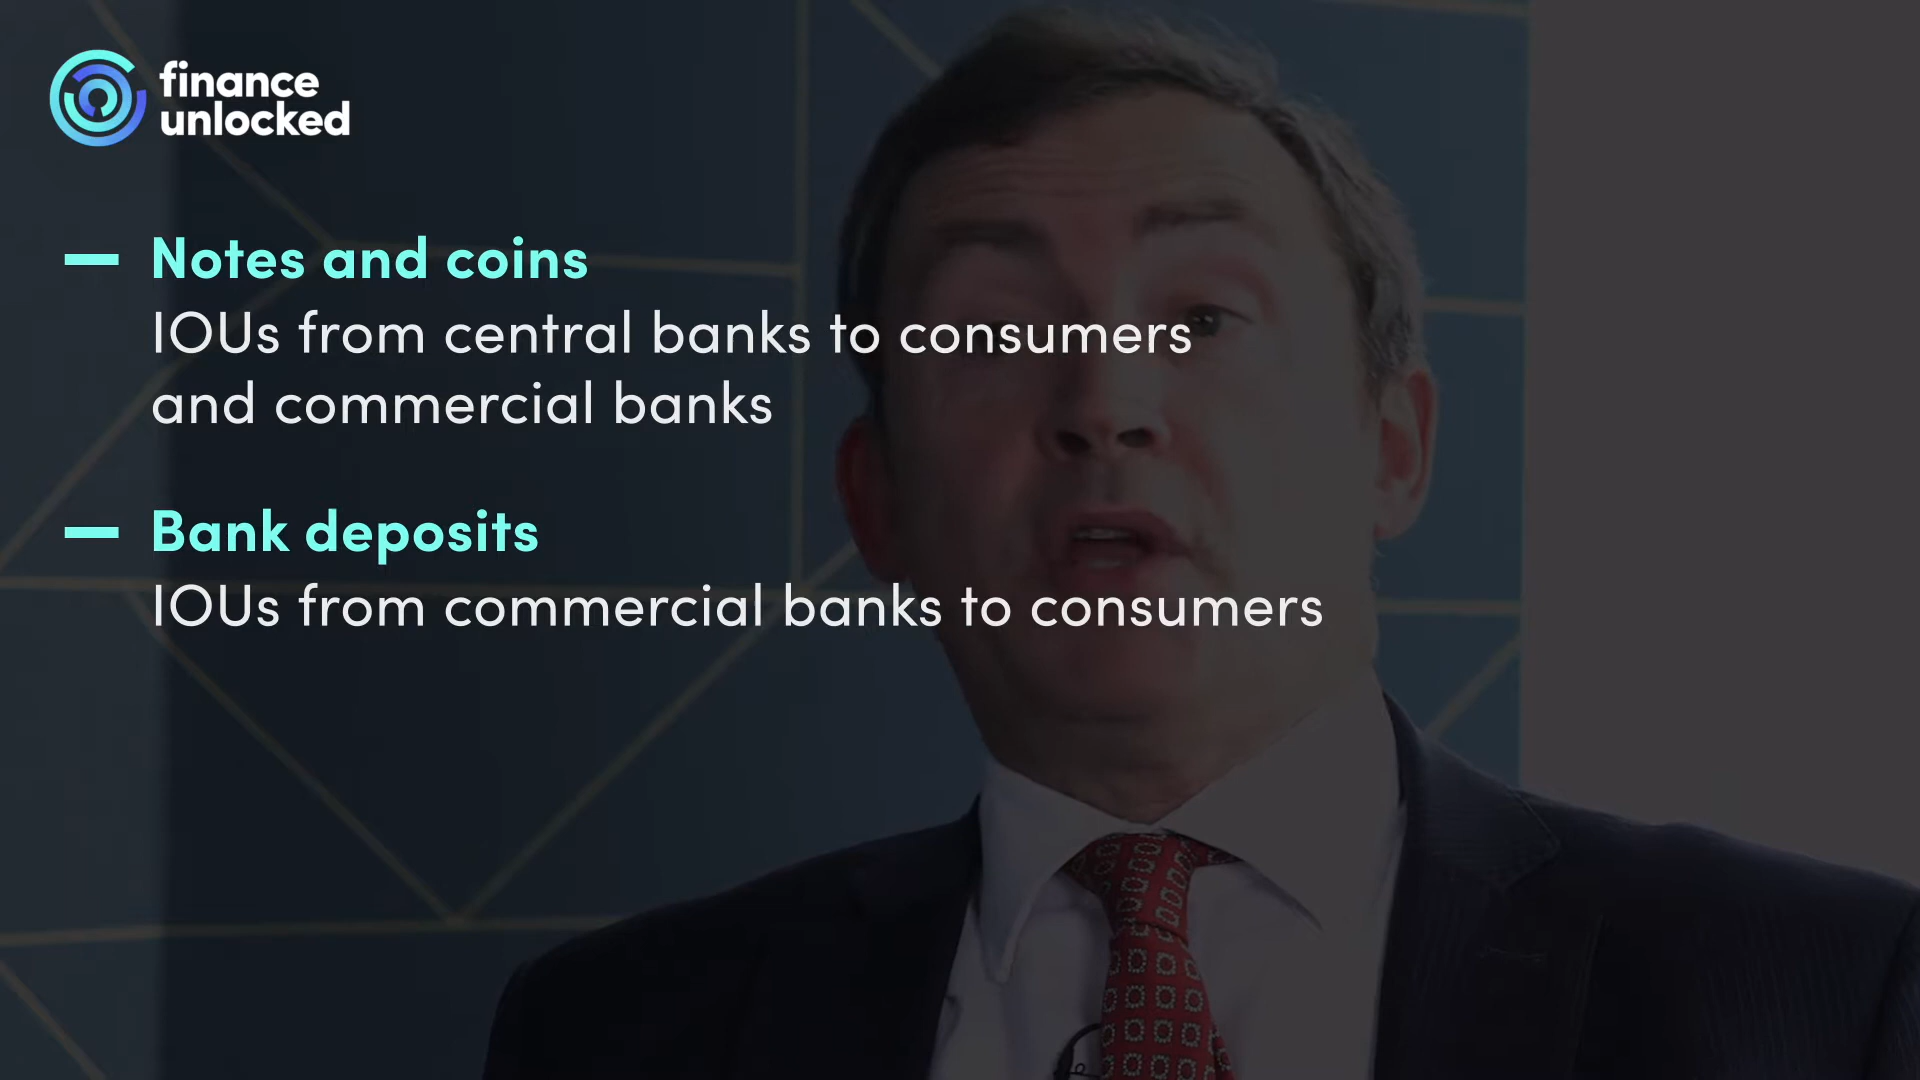 finance
unlocked
Notes and coins
IOUs from central banks to consumers
and commercial banks
Bank deposits
IOUs from commercial banks to consumers